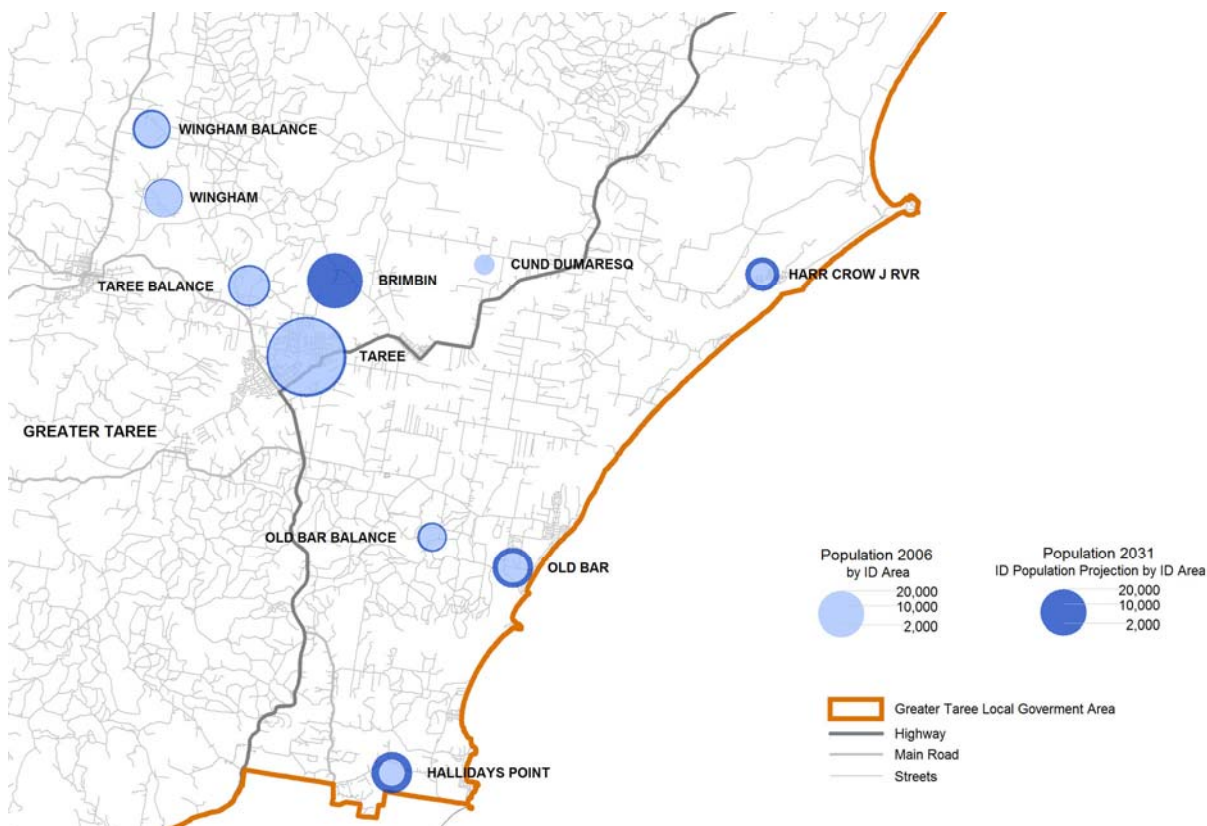 WINGHAM BALANCE
WINGHAM
TAREE BALANCE
BRIMBIN
CUND DUMARESQ
HARR CROW J RVR
TAREE
GREATER TAREE
OLD BAR BALANCE
OLD BAR
HALLIDAYS POINT
Population 2006
by ID Area
20,000
10,000
2,000
Population 2031
ID Population Projection by ID Area
20,000
10,000
2,000
Greater Taree Local Goverment Area
Highway
Main Road
Streets